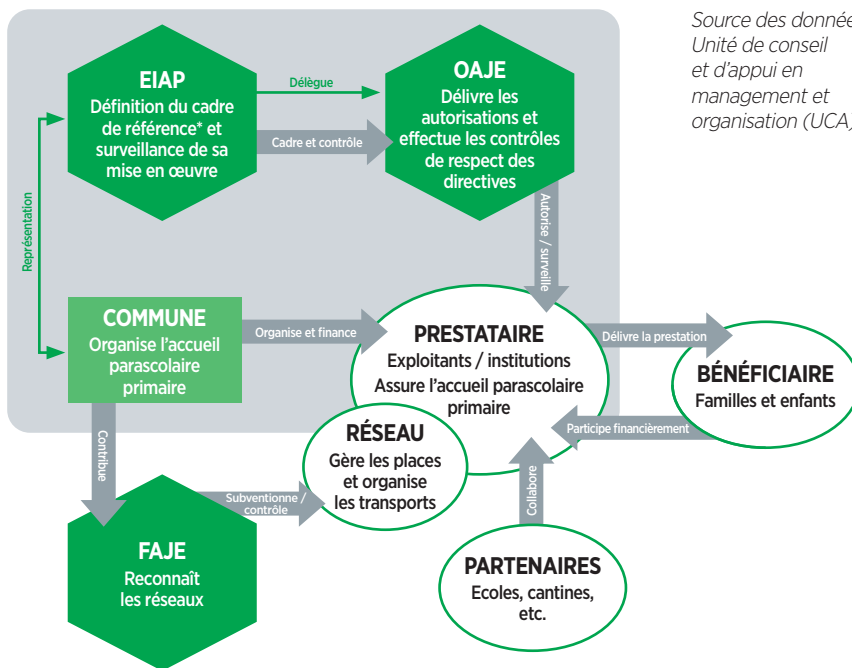 Source des donné
Unité de conseil
et d'appui en
management et
organisation (UCA)
EIAP
Définition du cadre
de référence* et
surveillance de sa
mise en œuvre
Délègue
Cadre et contrôle
OAJE
Délivre les
autorisations et
effectue les contrôles
de respect des
directives
Représentation
Autorise / surveille
COMMUNE
Organise l'accueil
parascolaire
primaire
Organise et finance
PRESTATAIRE
Exploitants / institutions
Assure l'accueil parascolaire
primaire
Délivre la prestation
BÉNÉFICIAIRE
Familles et enfants
Participe financièrement
Contribue
RÉSEAU
Gère les places
et organise
les transports
Subventionne /
contrôle
Collabore
FAJE
Reconnaît
les réseaux
PARTENAIRES
Ecoles, cantines,
etc.